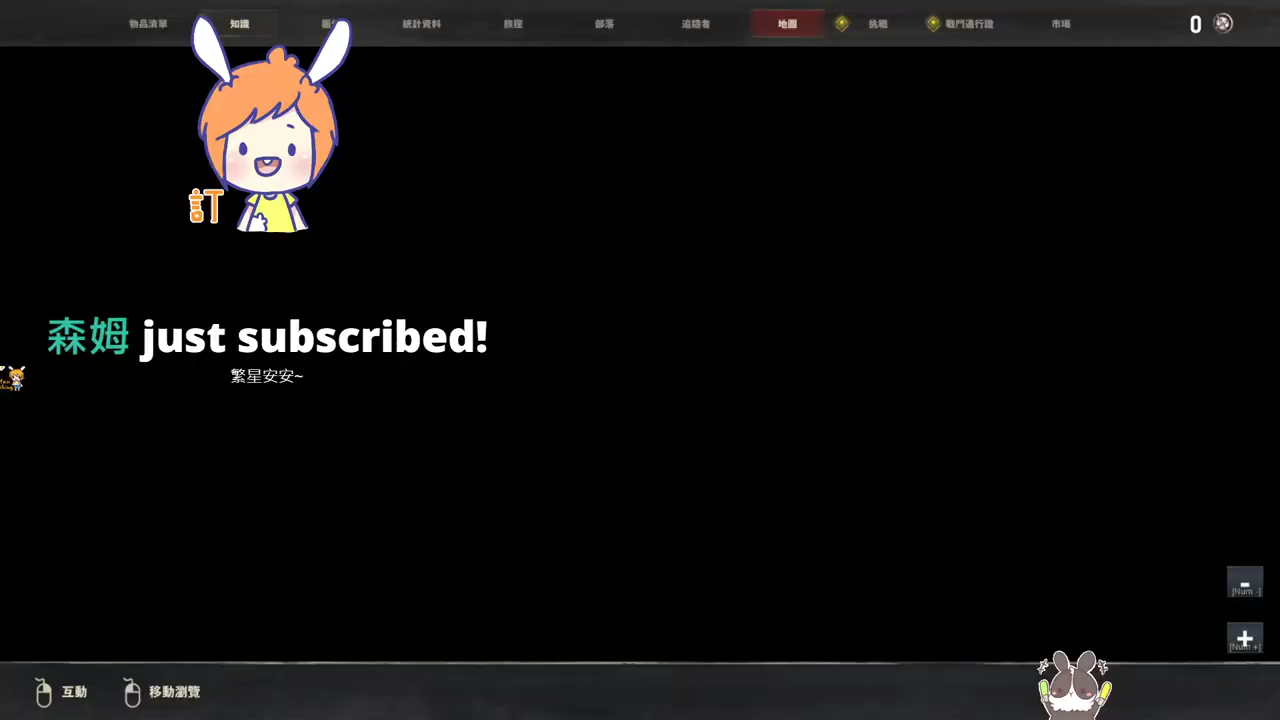 物品清單 知識 統計資料 旅程 部落 追隨者 地圖 挑戰 戰鬥通行證 市場 0
訂
森姆 just subscribed!
繁星安安~
-
[Num -]
+
[Num +]
互動 移動瀏覽